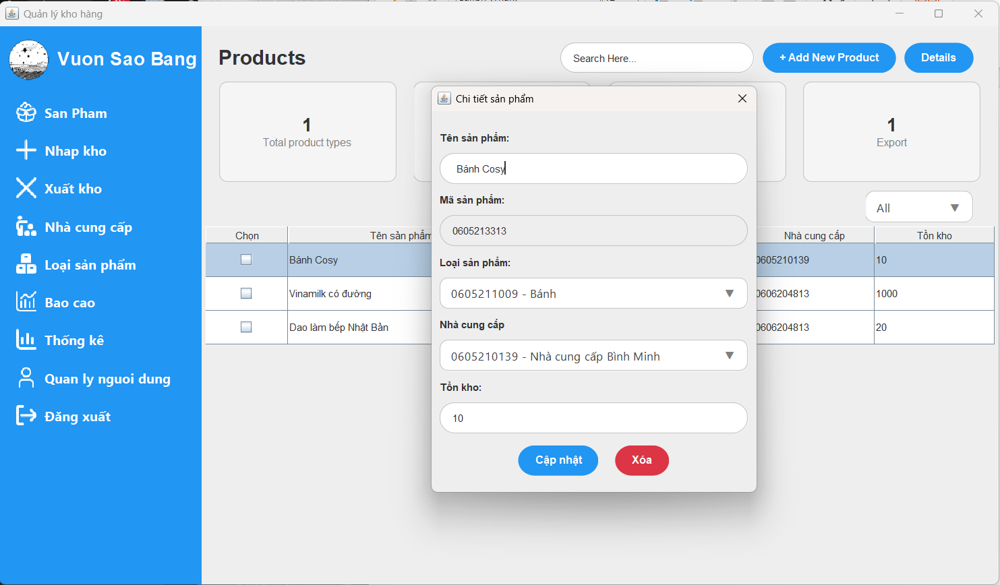 Quản lý kho hàng
Vuon Sao Bang
San Pham
Nhap kho
Xuất kho
Nhà cung cấp
Loại sản phẩm
Bao cao
Thống kê
Quan ly nguoi dung
Đăng xuất
Products
Search Here...
+ Add New Product
Details
1
Total product types
1
Export
All
Chọn
Tên sản phẩm
Nhà cung cấp
Tồn kho
Bánh Cosy
0605210139
10
Vinamilk có đường
0606204813
1000
Dao làm bếp Nhật Bản
0606204813
20
Chi tiết sản phẩm
Tên sản phẩm:
Bánh Cosy
Mã sản phẩm:
0605213313
Loại sản phẩm:
0605211009 - Bánh
Nhà cung cấp
0605210139 - Nhà cung cấp Bình Minh
Tồn kho:
10
Cập nhật
Xóa